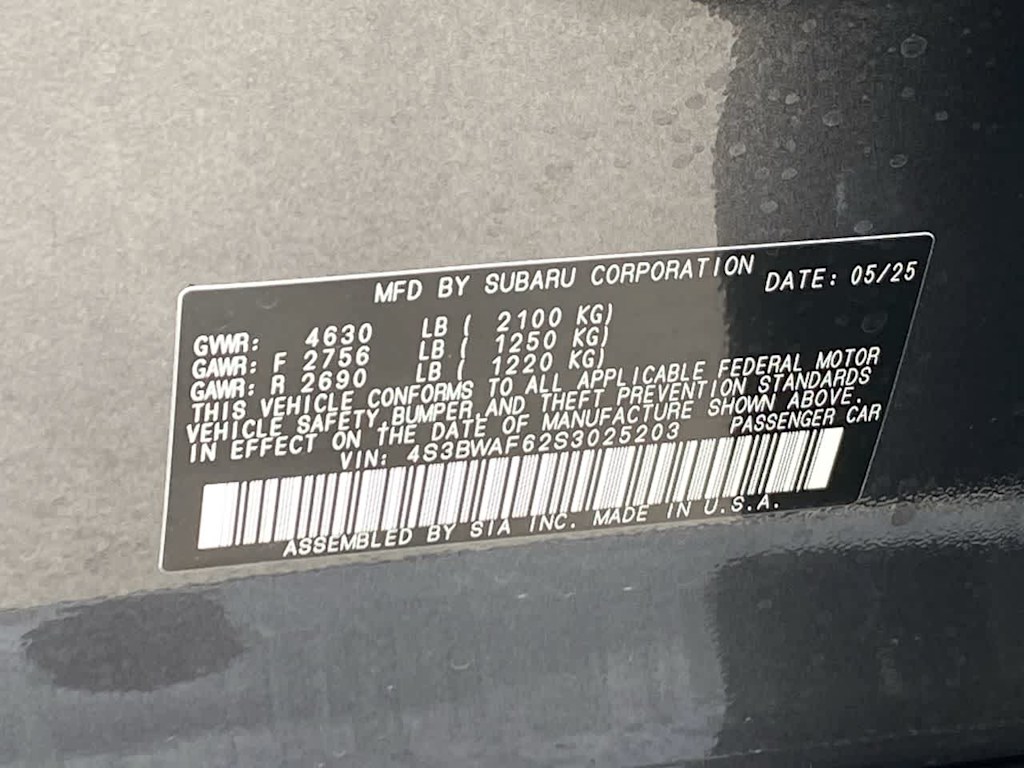 MFD BY SUBARU CORPORATION DATE: 05/25
GVWR: 4630 LB ( 2100 KG)
GAWR: F 2756 LB ( 1250 KG)
GAWR: R 2690 LB ( 1220 KG)
THIS VEHICLE CONFORMS TO ALL APPLICABLE FEDERAL MOTOR
VEHICLE SAFETY, BUMPER, AND THEFT PREVENTION STANDARDS
IN EFFECT ON THE DATE OF MANUFACTURE SHOWN ABOVE.
VIN: 4S3BWAF62S3025203 PASSENGER CAR
ASSEMBLED BY SIA INC. MADE IN U.S.A.